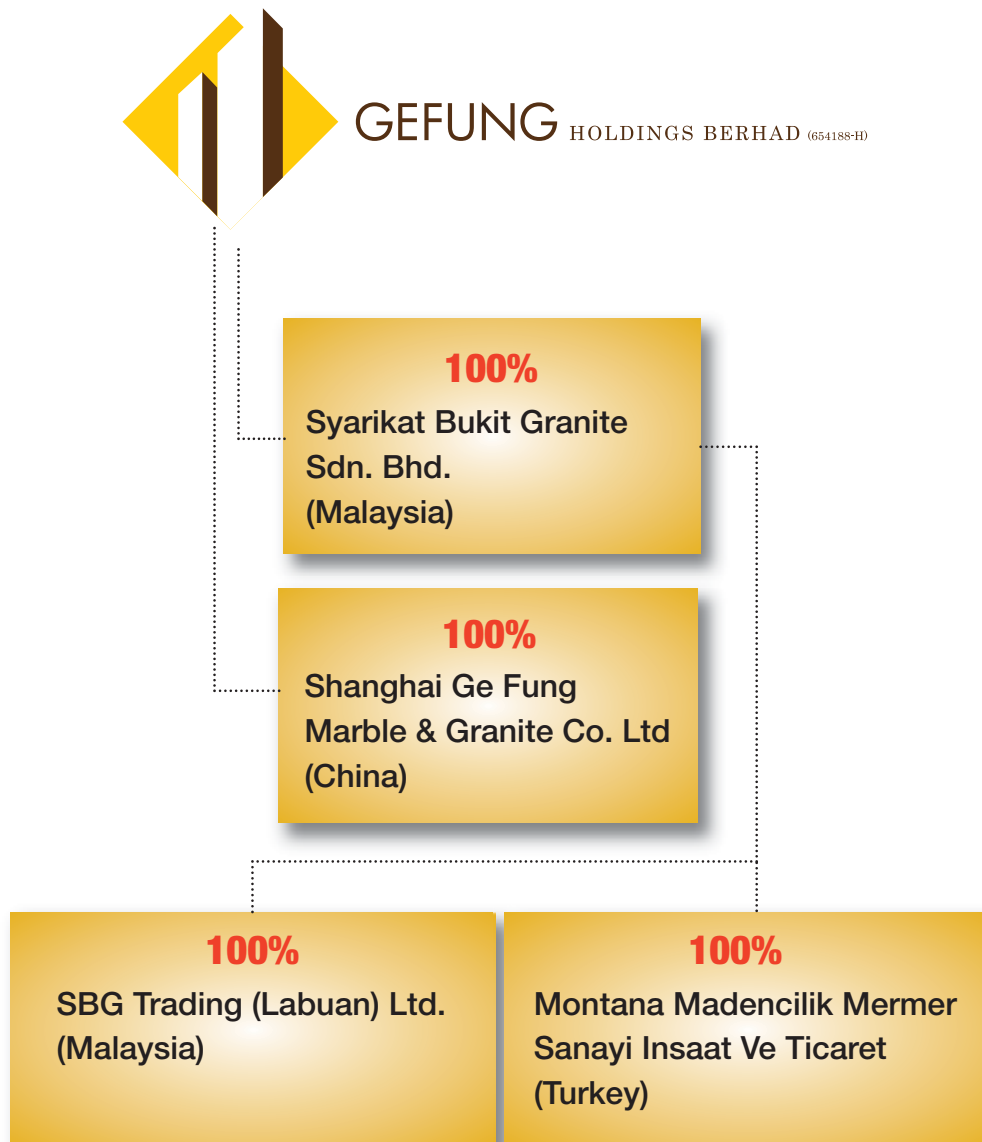 GEFUNG HOLDINGS BERHAD (654188-H)
100%
Syarikat Bukit Granite
Sdn. Bhd.
(Malaysia)
100%
Shanghai Ge Fung
Marble & Granite Co. Ltd
(China)
100%
SBG Trading (Labuan) Ltd.
(Malaysia)
100%
Montana Madencilik Mermer
Sanayi Insaat Ve Ticaret
(Turkey)